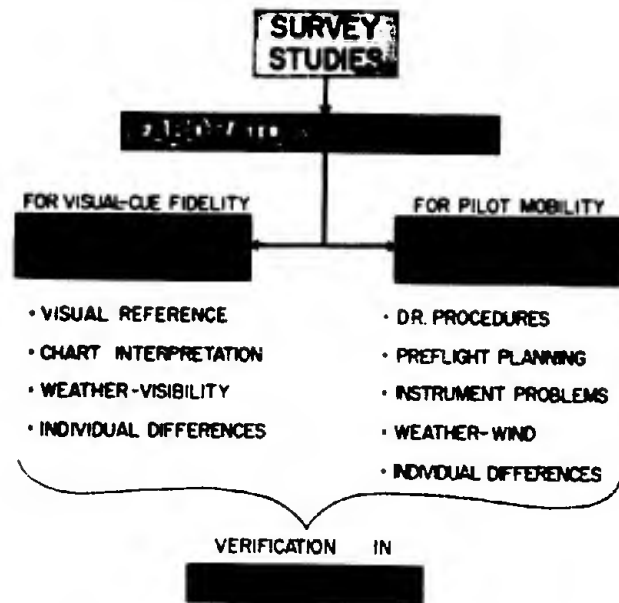 SURVEY
STUDIES
FOR VISUAL-CUE FIDELITY
FOR PILOT MOBILITY
• VISUAL REFERENCE
• CHART INTERPRETATION
• WEATHER-VISIBILITY
• INDIVIDUAL DIFFERENCES
• D.R. PROCEDURES
• PREFLIGHT PLANNING
• INSTRUMENT PROBLEMS
• WEATHER-WIND
• INDIVIDUAL DIFFERENCES
VERIFICATION IN